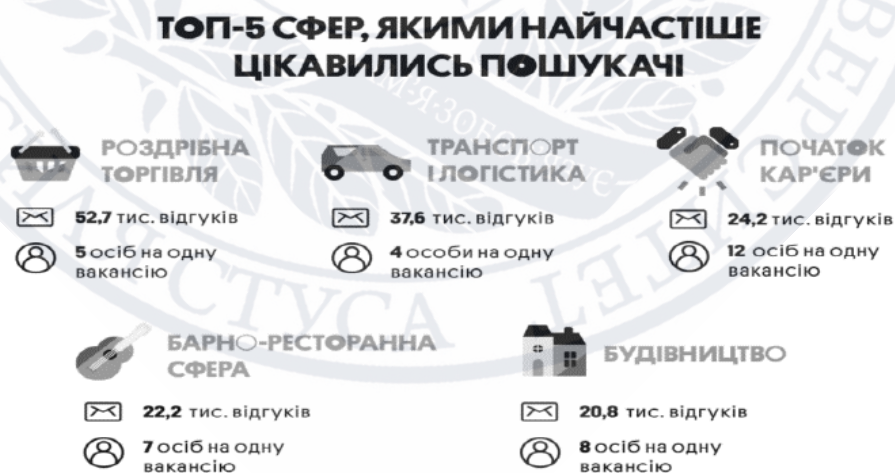 ТОП-5 СФЕР, ЯКИМИ НАЙЧАСТІШЕ
ЦІКАВИЛИСЬ ПОШУКАЧІ
РОЗДРІБНА
ТОРГІВЛЯ
52,7 тис. відгуків
5 осіб на одну
вакансію
ТРАНСПОРТ
І ЛОГІСТИКА
37,6 тис. відгуків
4 особи на одну
вакансію
ПОЧАТОК
КАР'ЄРИ
24,2 тис. відгуків
12 осіб на одну
вакансію
БАРНО-РЕСТОРАННА
СФЕРА
22,2 тис. відгуків
7 осіб на одну
вакансію
БУДІВНИЦТВО
20,8 тис. відгуків
8 осіб на одну
вакансію